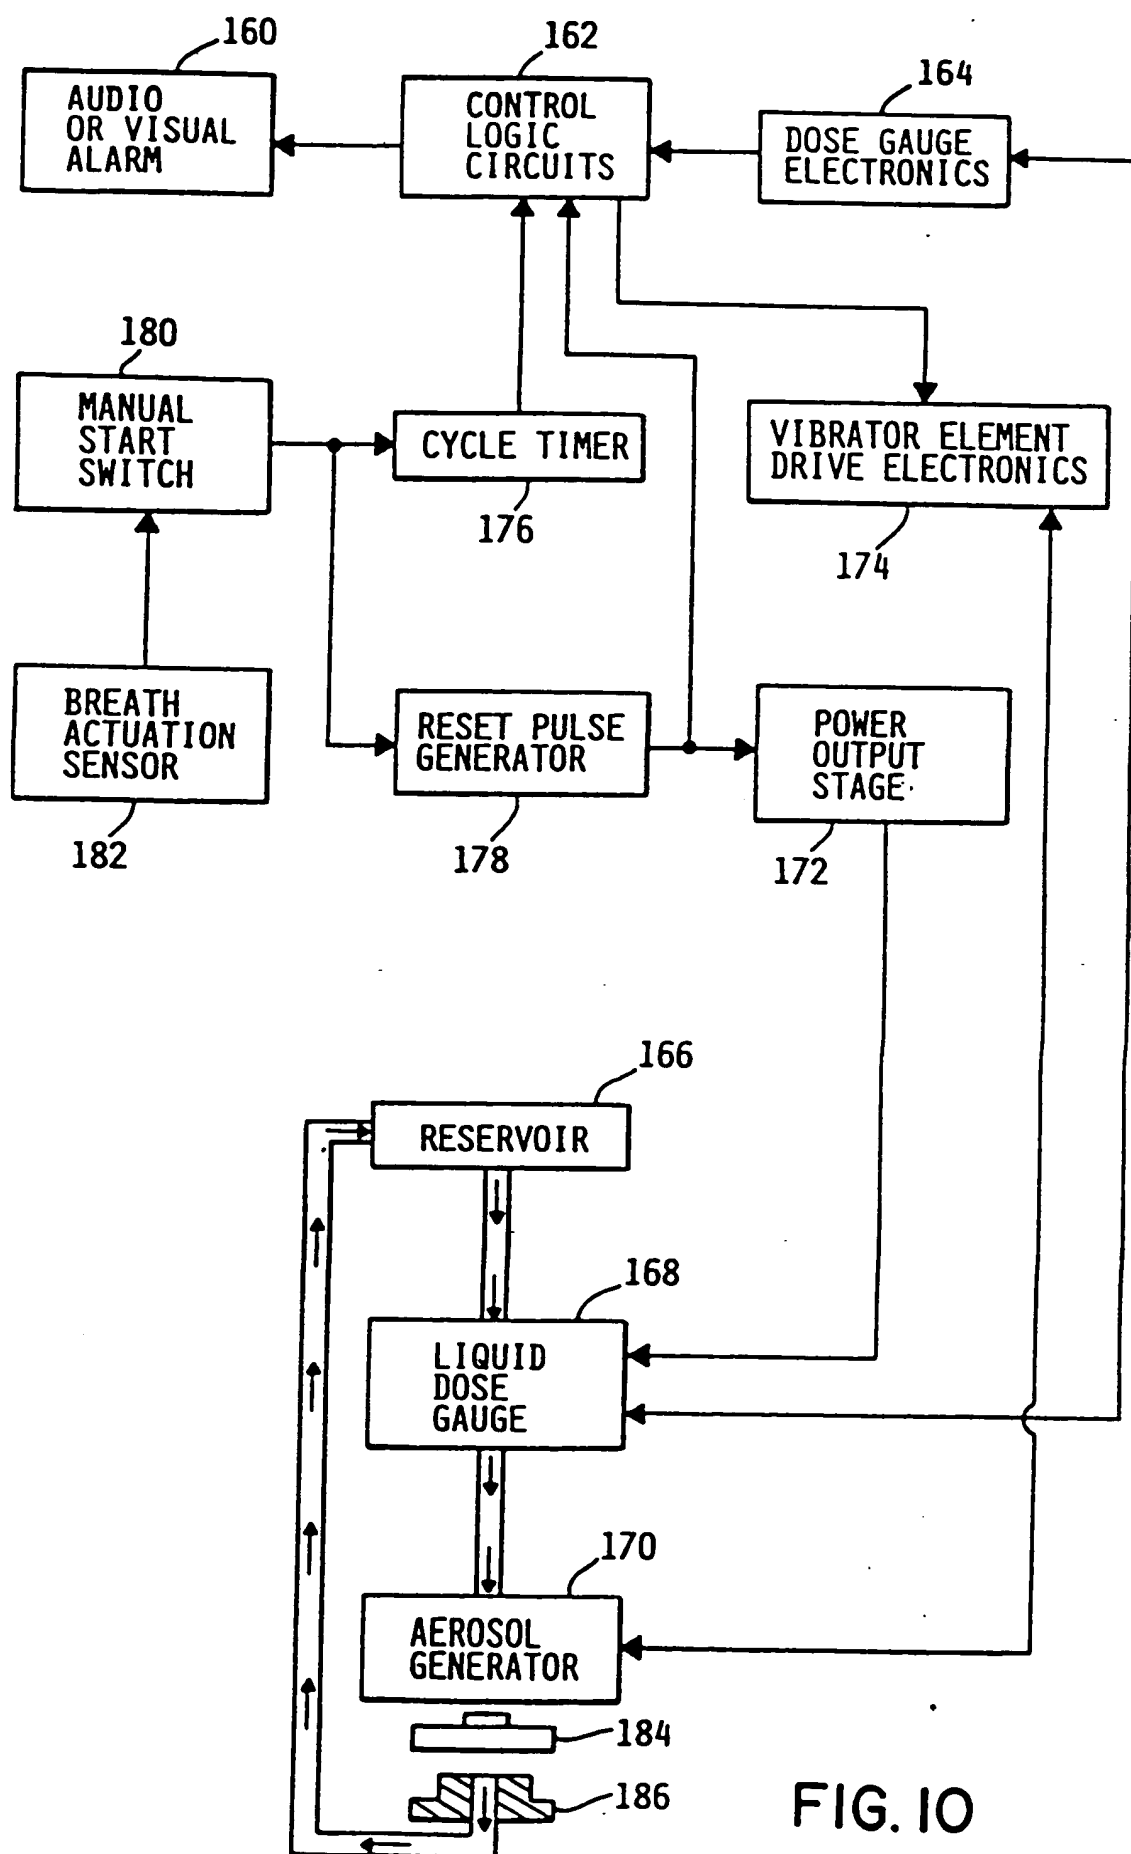 160
162
164
AUDIO
OR VISUAL
ALARM
CONTROL
LOGIC
CIRCUITS
DOSE GAUGE
ELECTRONICS
180
MANUAL
START
SWITCH
CYCLE TIMER
176
VIBRATOR ELEMENT
DRIVE ELECTRONICS
174
BREATH
ACTUATION
SENSOR
182
RESET PULSE
GENERATOR
178
POWER
OUTPUT
STAGE
172
166
RESERVOIR
168
LIQUID
DOSE
GAUGE
170
AEROSOL
GENERATOR
184
186
FIG. 10